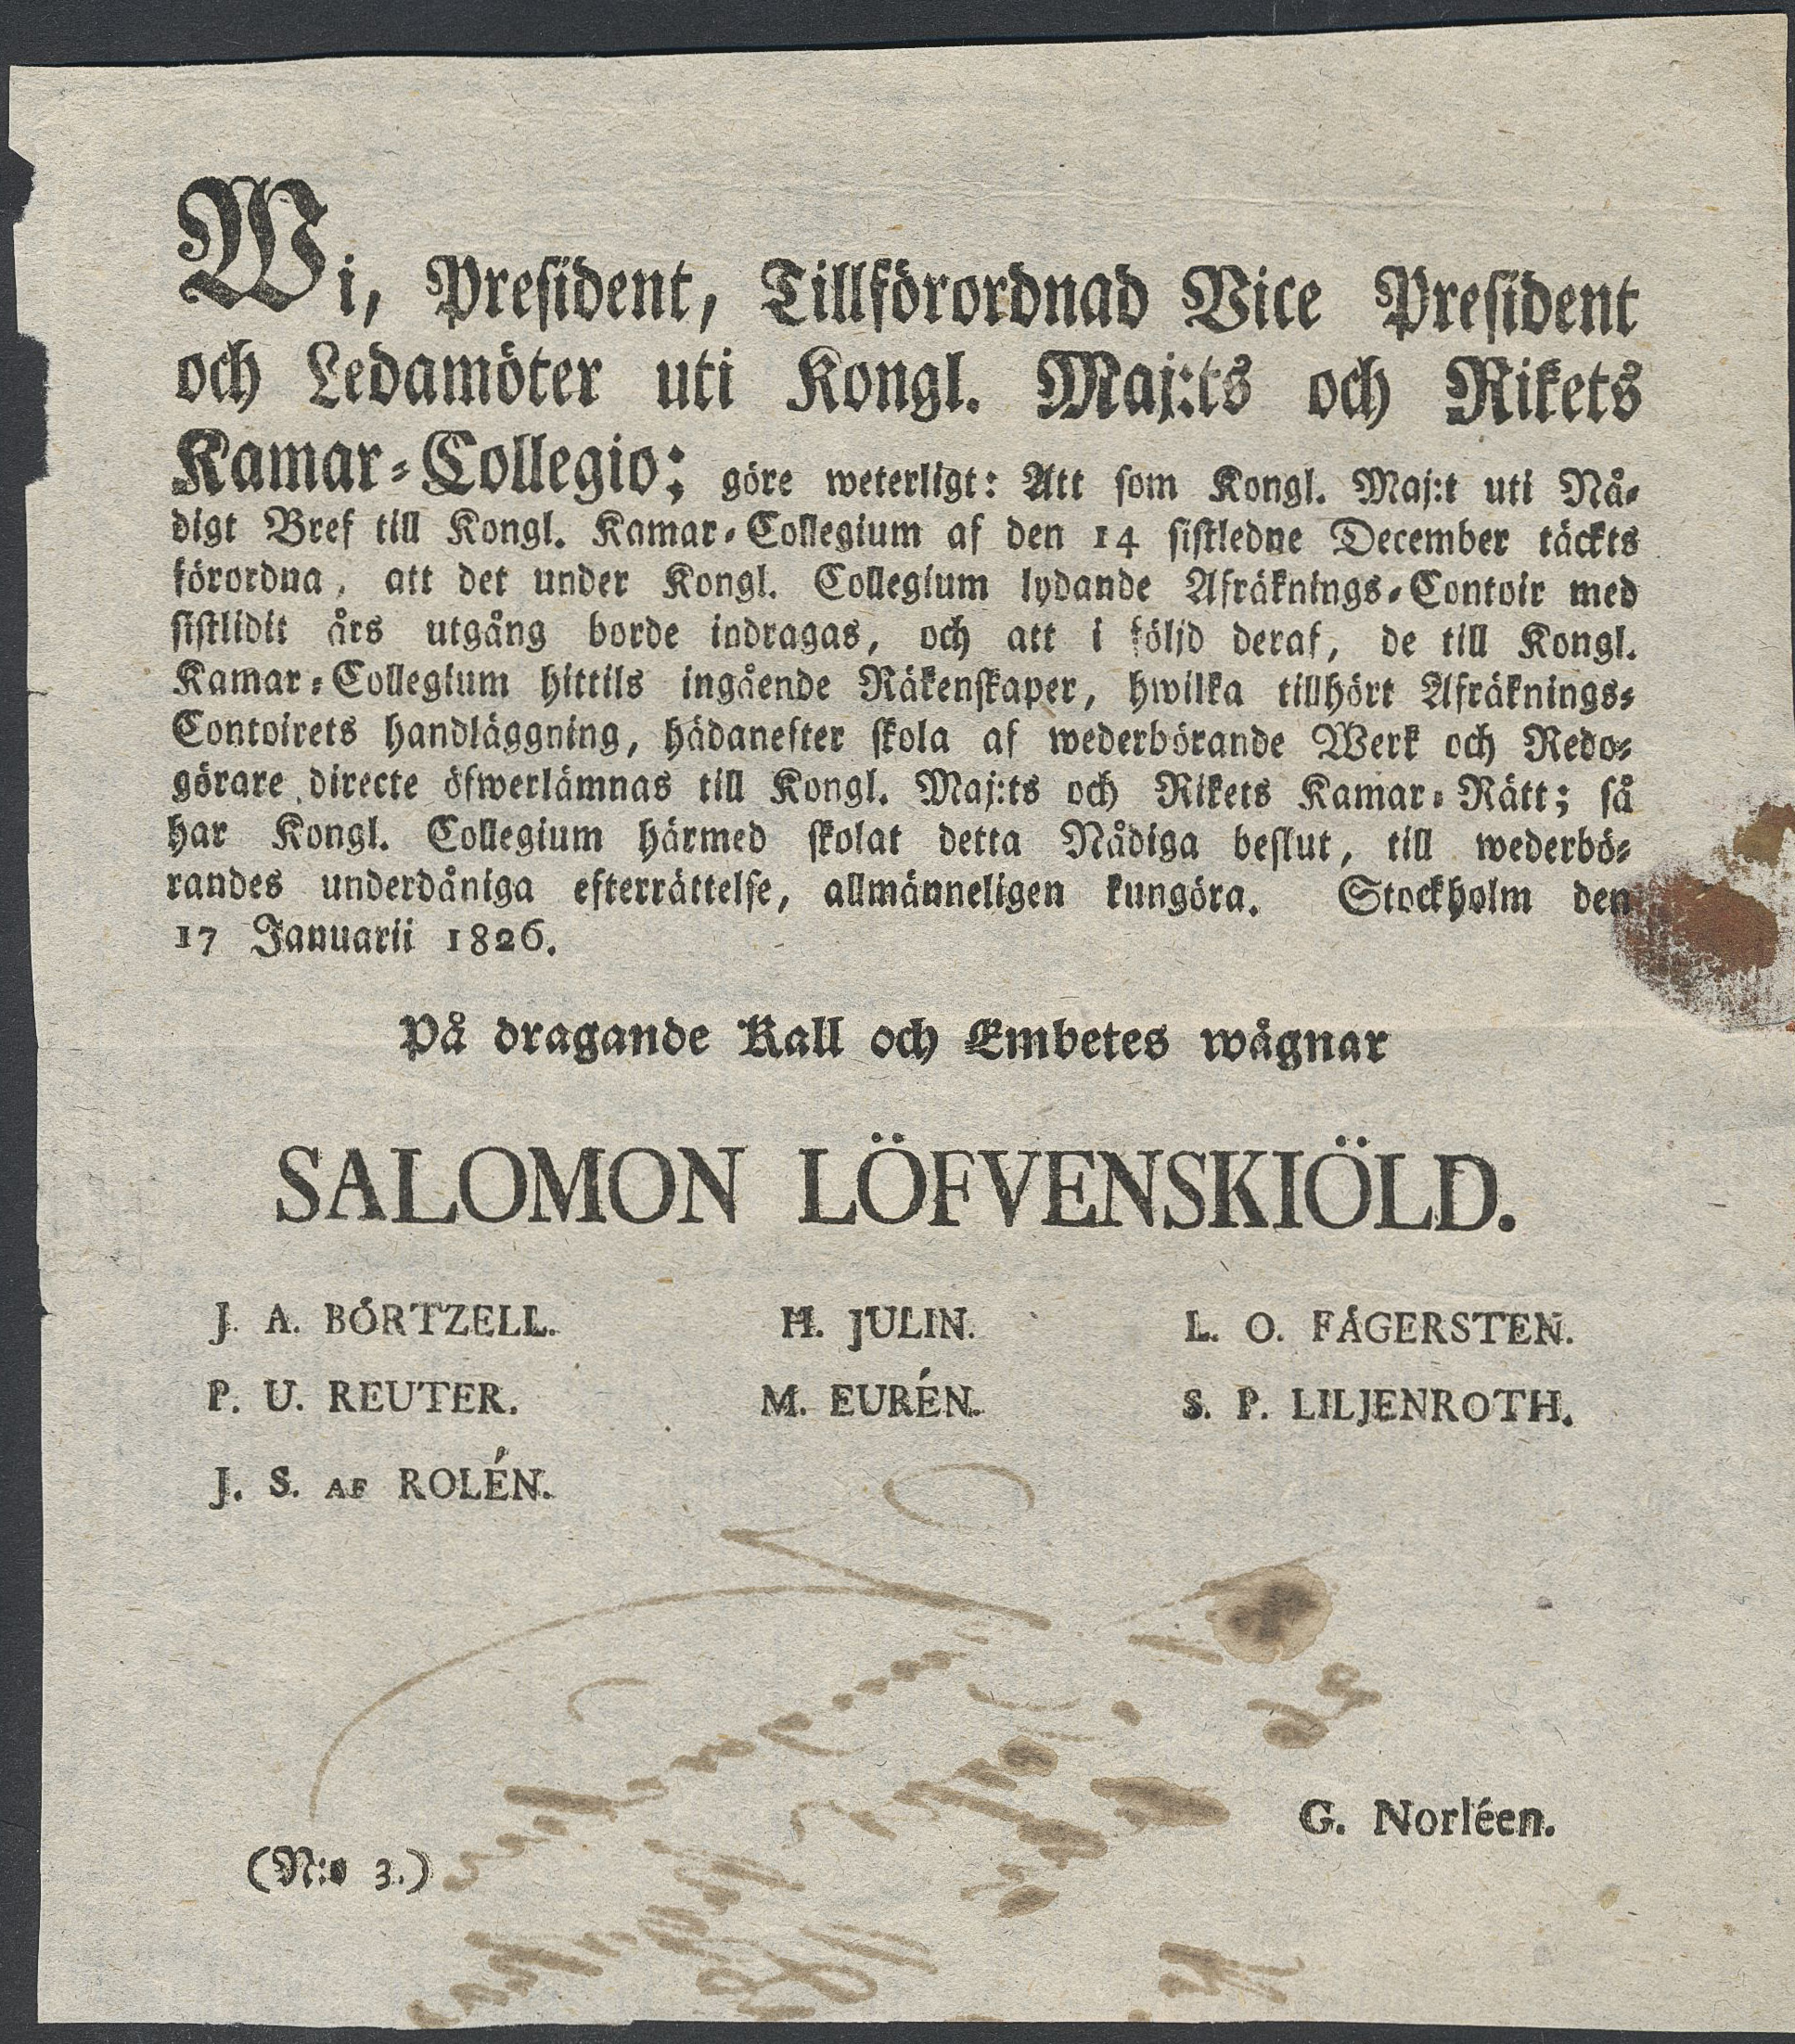 Wi, President, Tillförordnad Vice President
och Ledamöter uti Kongl. Maj:ts och Rikets
Kamar-Collegio; göre weterligt: Att som Kongl. Maj:t uti Nå-
digt Bref till Kongl. Kamar-Collegium af den 14 sistledne December täckts
förordna, att det under Kongl. Collegium lydande Afräknings-Contoir med
sistlidit års utgång borde indragas, och att i följd deraf, de till Kongl.
Kamar-Collegium hittils ingående Räkenskaper, hwilka tillhört Afräknings-
Contoirets handläggning, hädanefter skola af wederbörande Werk och Redo-
görare directe öfwerlämnas till Kongl. Maj:ts och Rikets Kamar-Rätt; så
har Kongl. Collegium härmed skolat detta Nådiga beslut, till wederbö-
randes underdåniga efterrättelse, allmänneligen kungöra. Stockholm den
17 Januarii 1826.
På dragande Kall och Embetes wägnar
SALOMON LÖFVENSKIÖLD.
J. A. BÖRTZELL. H. JULIN. L. O. FÅGERSTEN.
P. U. REUTER. M. EURÉN. S. P. LILJENROTH.
J. S. AF ROLÉN.
G. Norléen.
(N:o 3.)